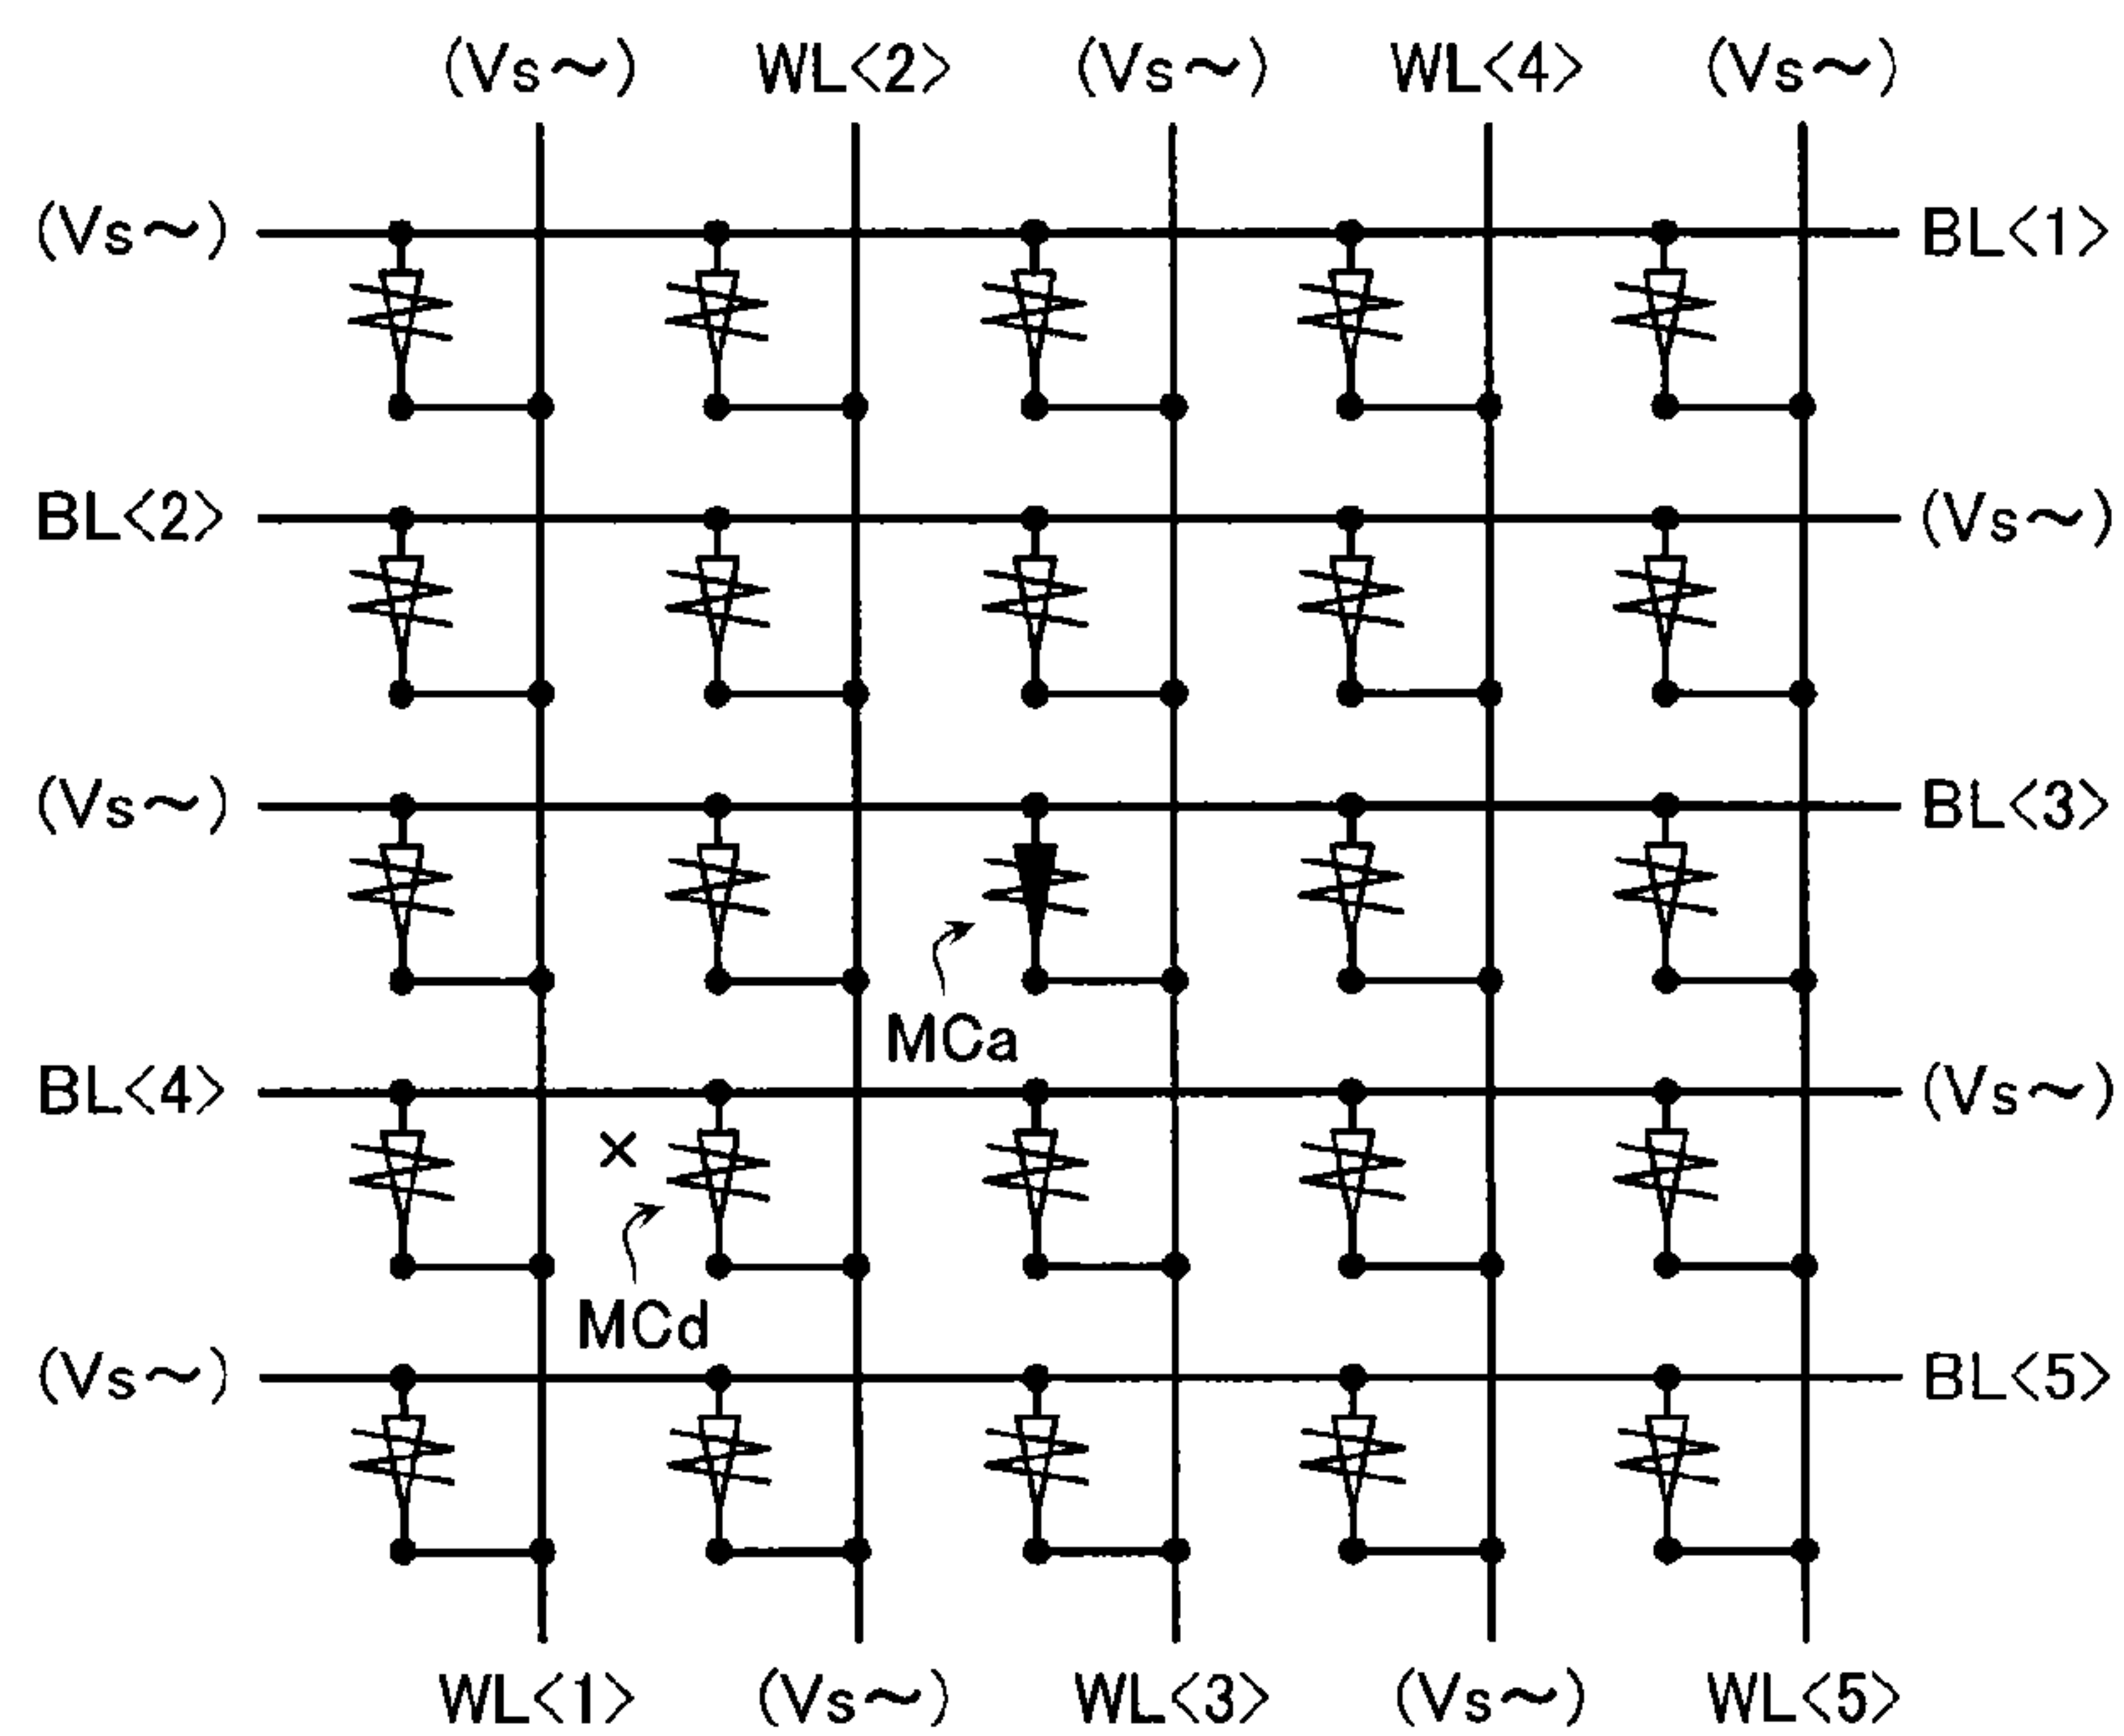 (Vs～) WL<2> (Vs～) WL<4> (Vs～)
(Vs～) BL<1>
BL<2> (Vs～)
(Vs～) BL<3>
MCa
BL<4> (Vs～)
×
MCd
(Vs～) BL<5>
WL<1> (Vs～) WL<3> (Vs～) WL<5>